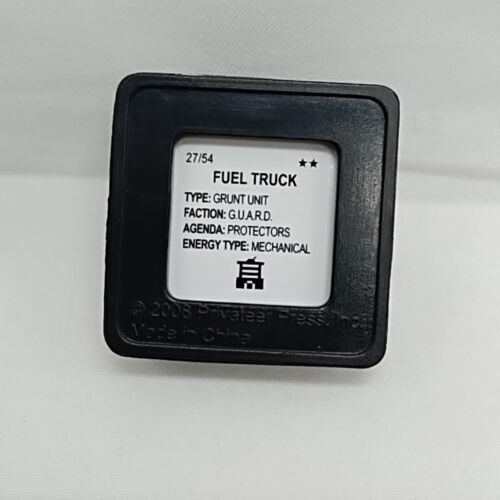 27/54 ★★
FUEL TRUCK
TYPE: GRUNT UNIT
FACTION: G.U.A.R.D.
AGENDA: PROTECTORS
ENERGY TYPE: MECHANICAL
© 2008 Privateer Press, Inc.
Made in China